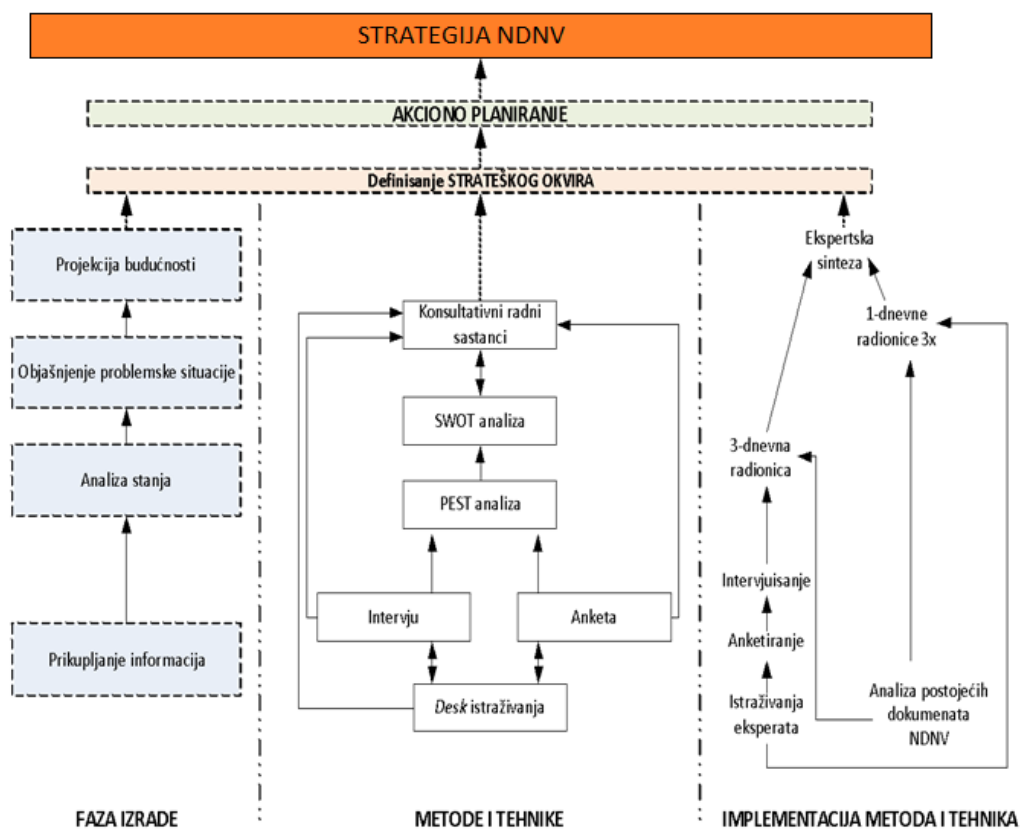 STRATEGIJA NDNV
AKCIONO PLANIRANJE
Definisanje STRATEŠKOG OKVIRA
Projekcija budućnosti
Objašnjenje problemske situacije
Analiza stanja
Prikupljanje informacija
FAZA IZRADE
Konsultativni radni
sastanci
SWOT analiza
PEST analiza
Intervju
Anketa
Desk istraživanja
METODE I TEHNIKE
Ekspertska
sinteza
1-dnevne
radionice 3x
3-dnevna
radionica
Intervjuisanje
Anketiranje
Istraživanja
eksperata
Analiza postojećih
dokumenata
NDNV
IMPLEMENTACIJA METODA I TEHNIKA